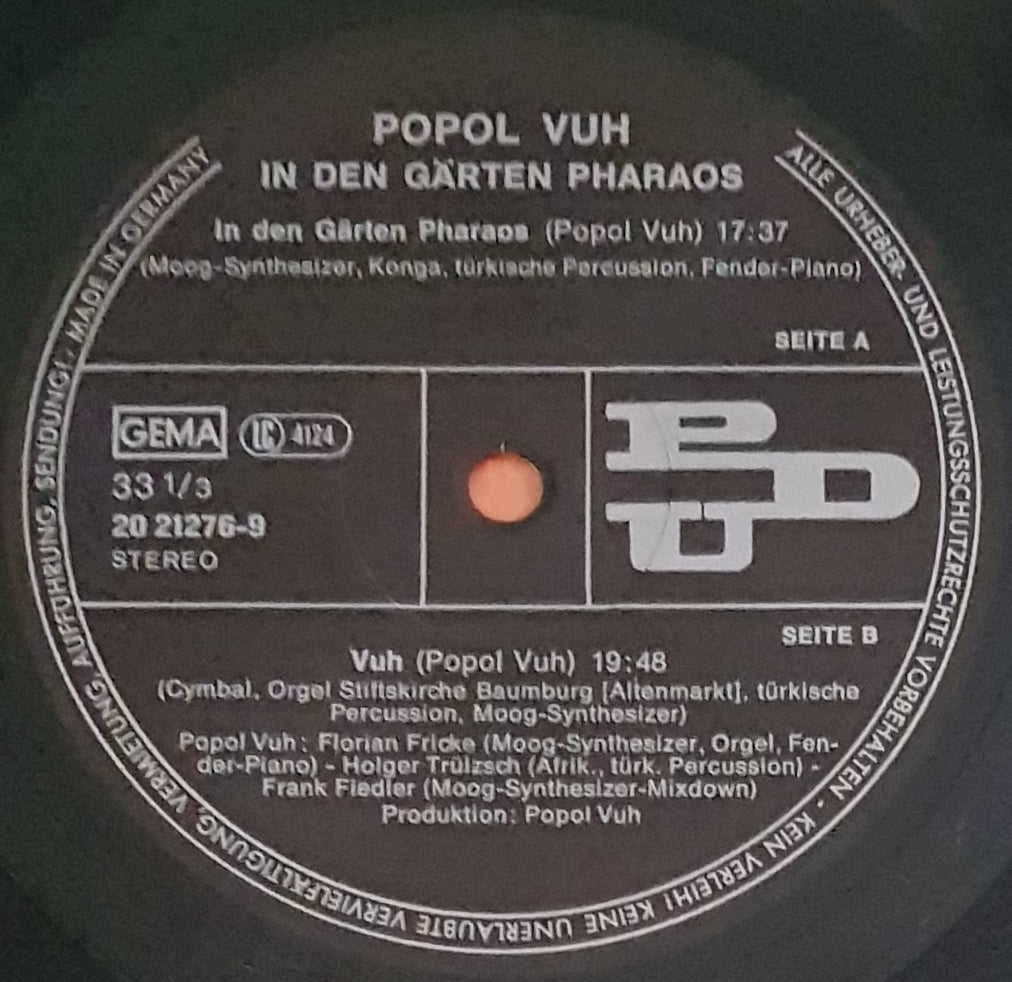 POPOL VUH
IN DEN GÄRTEN PHARAOS
In den Gärten Pharaos (Popol Vuh) 17:37
(Moog-Synthesizer, Konga, türkische Percussion, Fender-Piano)
SEITE A
GEMA LC 4124
33 1/3
20 21276-9
STEREO
PDU
SEITE B
Vuh (Popol Vuh) 19:48
(Cymbal, Orgel Stiftskirche Baumburg [Altenmarkt], türkische
Percussion, Moog-Synthesizer)
Popol Vuh: Florian Fricke (Moog-Synthesizer, Orgel, Fen-
der-Piano) - Holger Trülzsch (Afrik., türk. Percussion) -
Frank Fiedler (Moog-Synthesizer-Mixdown)
Produktion: Popol Vuh
ALLE URHEBER- UND LEISTUNGSSCHUTZRECHTE VORBEHALTEN - KEIN VERLEIH! KEINE UNERLAUBTE VERVIELFÄLTIGUNG, VERMIETUNG, AUFFÜHRUNG, SENDUNG! - MADE IN GERMANY